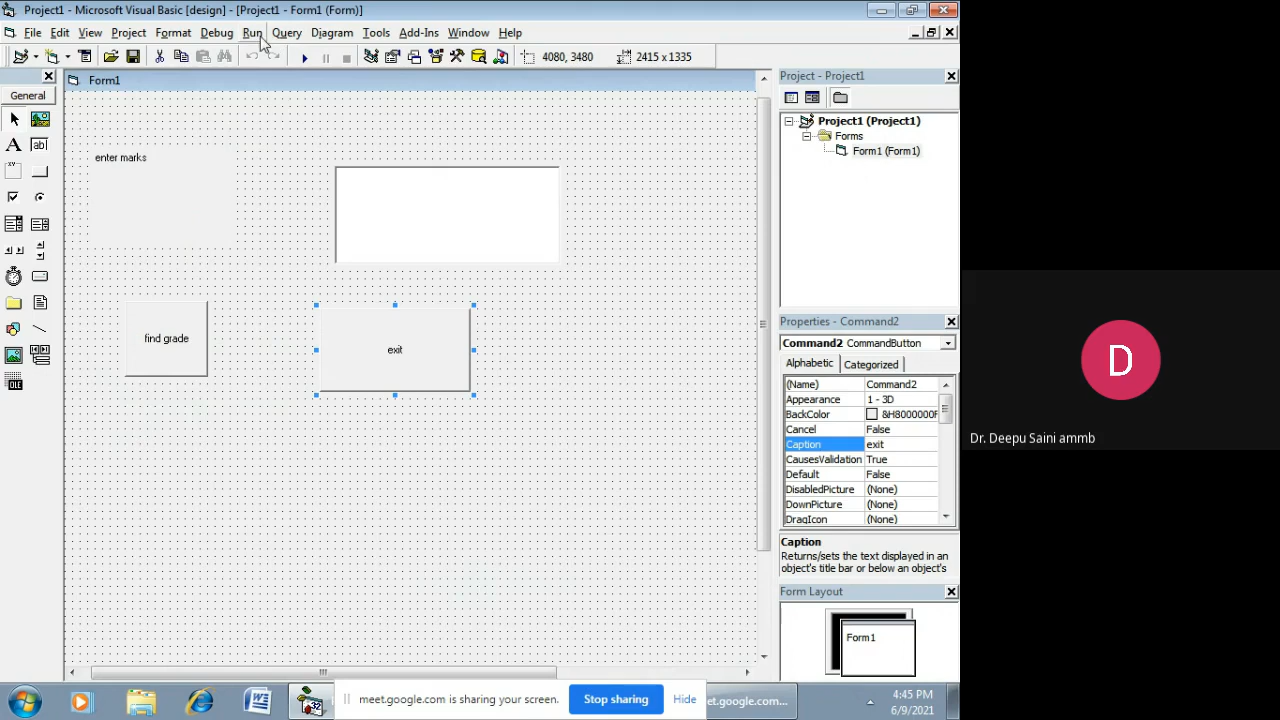 Project1 - Microsoft Visual Basic [design] - [Project1 - Form1 (Form)]
File Edit View Project Format Debug Run Query Diagram Tools Add-Ins Window Help
4080, 3480 2415 x 1335
Form1
Project - Project1
General
Project1 (Project1)
Forms
Form1 (Form1)
A ab|
enter marks
find grade
exit
Properties - Command2
Command2 CommandButton
Alphabetic Categorized
(Name) Command2
Appearance 1 - 3D
BackColor &H8000000F
Cancel False
Caption exit
CausesValidation True
Default False
DisabledPicture (None)
DownPicture (None)
DragIcon (None)
Caption
Returns/sets the text displayed in an
object's title bar or below an object's
Form Layout
Form1
D
Dr. Deepu Saini ammb
meet.google.com is sharing your screen. Stop sharing Hide
et.google.com...
4:45 PM
6/9/2021